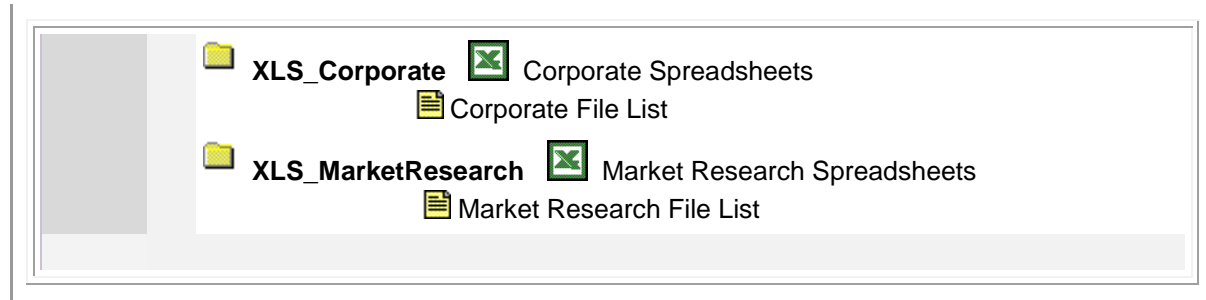 XLS_Corporate Corporate Spreadsheets
Corporate File List
XLS_MarketResearch Market Research Spreadsheets
Market Research File List